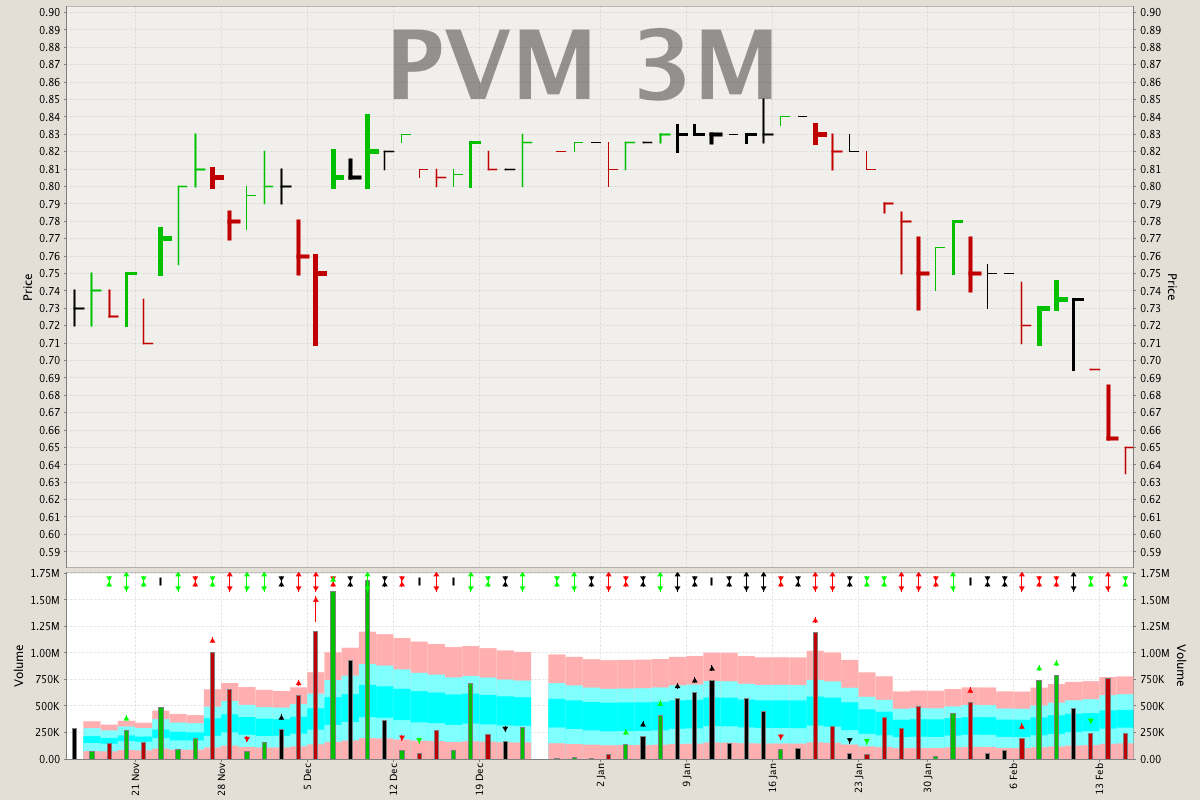 PVM 3M
0.90 0.90
0.89 0.89
0.88 0.88
0.87 0.87
0.86 0.86
0.85 0.85
0.84 0.84
0.83 0.83
0.82 0.82
0.81 0.81
0.80 0.80
0.79 0.79
0.78 0.78
0.77 0.77
0.76 0.76
0.75 0.75
0.74 0.74
0.73 0.73
0.72 0.72
0.71 0.71
0.70 0.70
0.69 0.69
0.68 0.68
0.67 0.67
0.66 0.66
0.65 0.65
0.64 0.64
0.63 0.63
0.62 0.62
0.61 0.61
0.60 0.60
0.59 0.59
Price
Price
1.75M 1.75M
1.50M 1.50M
1.25M 1.25M
1.00M 1.00M
750K 750K
500K 500K
250K 250K
0.00 0.00
Volume
Volume
21 Nov
28 Nov
5 Dec
12 Dec
19 Dec
2 Jan
9 Jan
16 Jan
23 Jan
30 Jan
6 Feb
13 Feb